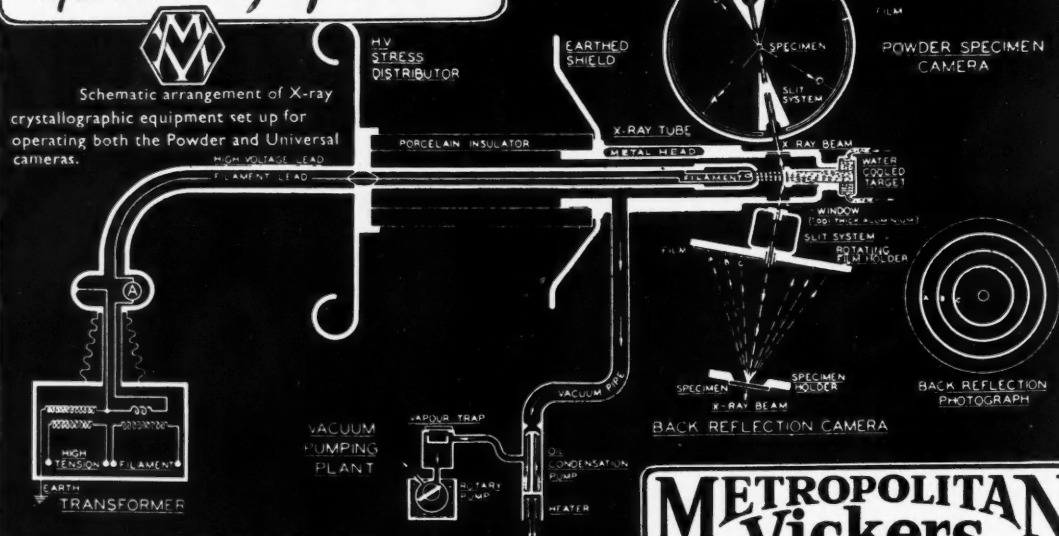 Schematic arrangement of X-ray
crystallographic equipment set up for
operating both the Powder and Universal
cameras.
HV
STRESS
DISTRIBUTOR
EARTHED
SHIELD
FILM
SPECIMEN
SLIT
SYSTEM
POWDER SPECIMEN
CAMERA
X-RAY TUBE
X RAY BEAM
PORCELAIN INSULATOR
METAL HEAD
HIGH VOLTAGE LEAD
FILAMENT LEAD
FILAMENT
WATER
COOLED
TARGET
WINDOW
SLIT SYSTEM
ROTATING
FILM HOLDER
FILM
A B C
A B C
A
SPECIMEN
SPECIMEN
HOLDER
X-RAY BEAM
BACK REFLECTION CAMERA
BACK REFLECTION
PHOTOGRAPH
VACUUM PIPE
VACUUM
PUMPING
PLANT
VAPOUR TRAP
ROTARY
PUMP
OIL
CONDENSATION
PUMP
HEATER
HIGH
TENSION
FILAMENT
EARTH
TRANSFORMER
METROPOLITAN
Vickers